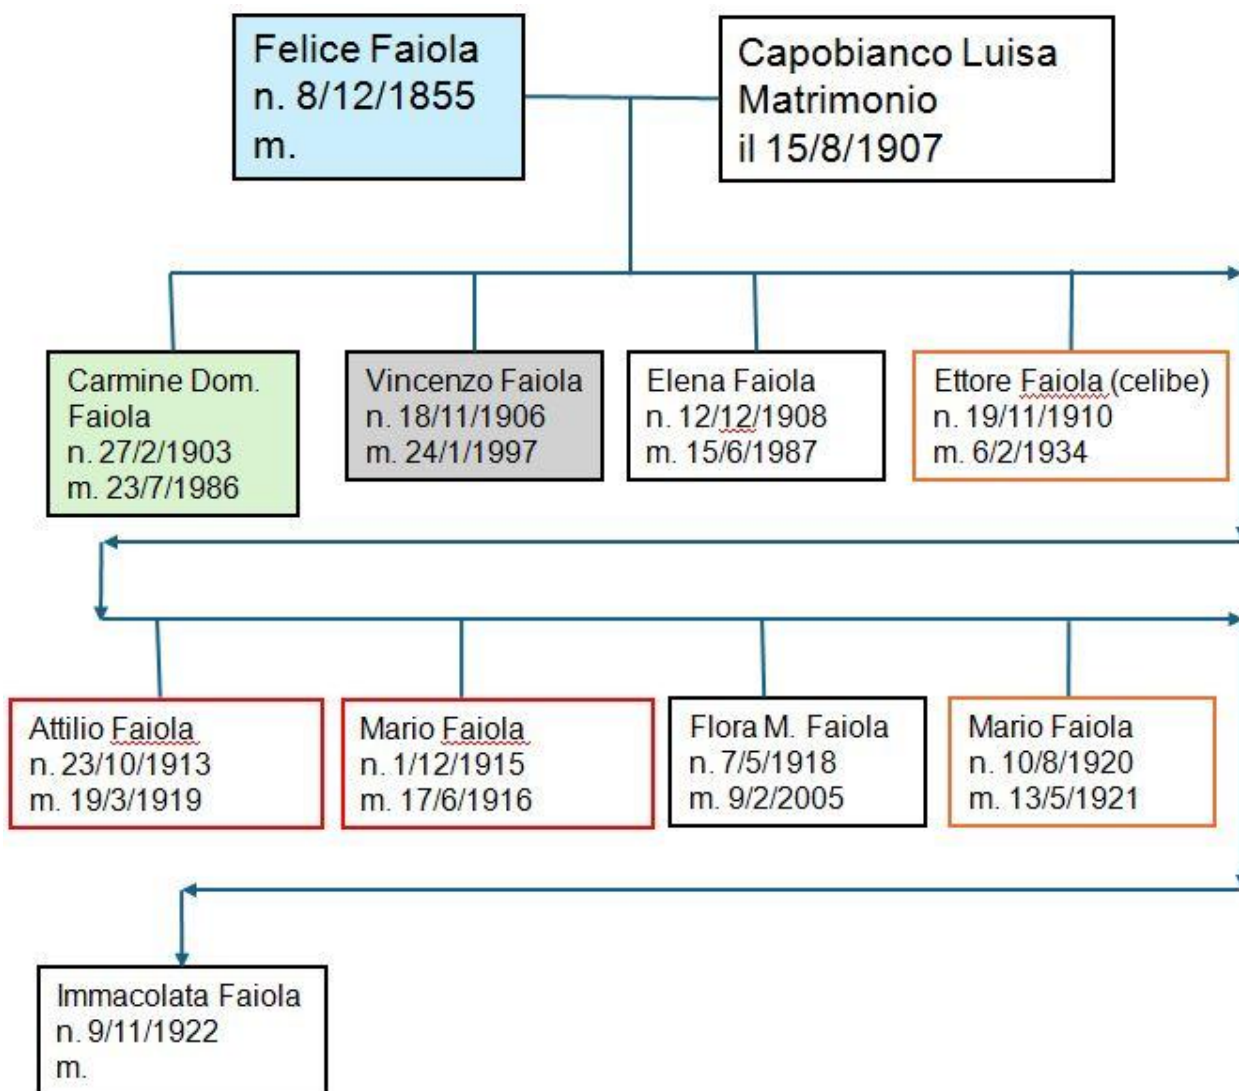 Felice Faiola
n. 8/12/1855
m.
Capobianco Luisa
Matrimonio
il 15/8/1907
Carmine Dom.
Faiola
n. 27/2/1903
m. 23/7/1986
Vincenzo Faiola
n. 18/11/1906
m. 24/1/1997
Elena Faiola
n. 12/12/1908
m. 15/6/1987
Ettore Faiola (celibe)
n. 19/11/1910
m. 6/2/1934
Attilio Faiola
n. 23/10/1913
m. 19/3/1919
Mario Faiola
n. 1/12/1915
m. 17/6/1916
Flora M. Faiola
n. 7/5/1918
m. 9/2/2005
Mario Faiola
n. 10/8/1920
m. 13/5/1921
Immacolata Faiola
n. 9/11/1922
m.